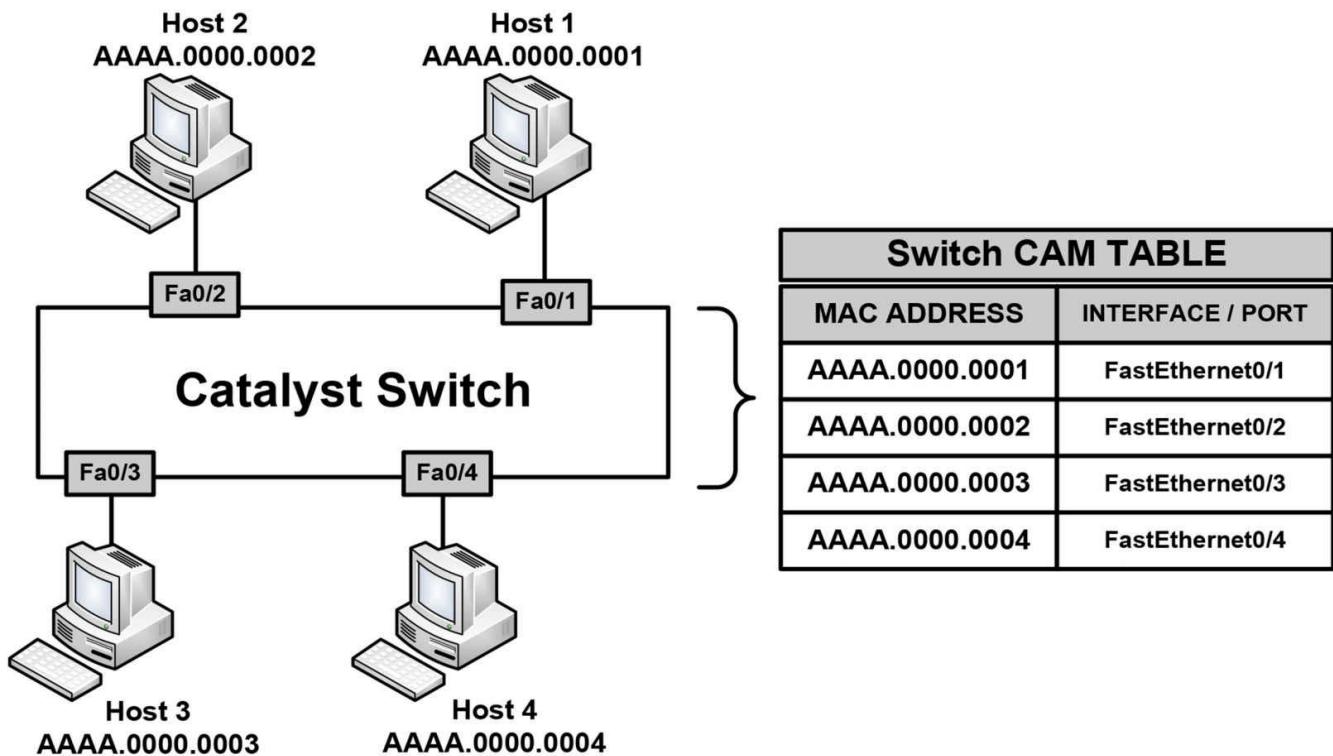 Host 2
AAAA.0000.0002
Host 1
AAAA.0000.0001
Fa0/2
Fa0/1
Catalyst Switch
Fa0/3
Fa0/4
Host 3
AAAA.0000.0003
Host 4
AAAA.0000.0004
Switch CAM TABLE
MAC ADDRESS INTERFACE / PORT
AAAA.0000.0001 FastEthernet0/1
AAAA.0000.0002 FastEthernet0/2
AAAA.0000.0003 FastEthernet0/3
AAAA.0000.0004 FastEthernet0/4